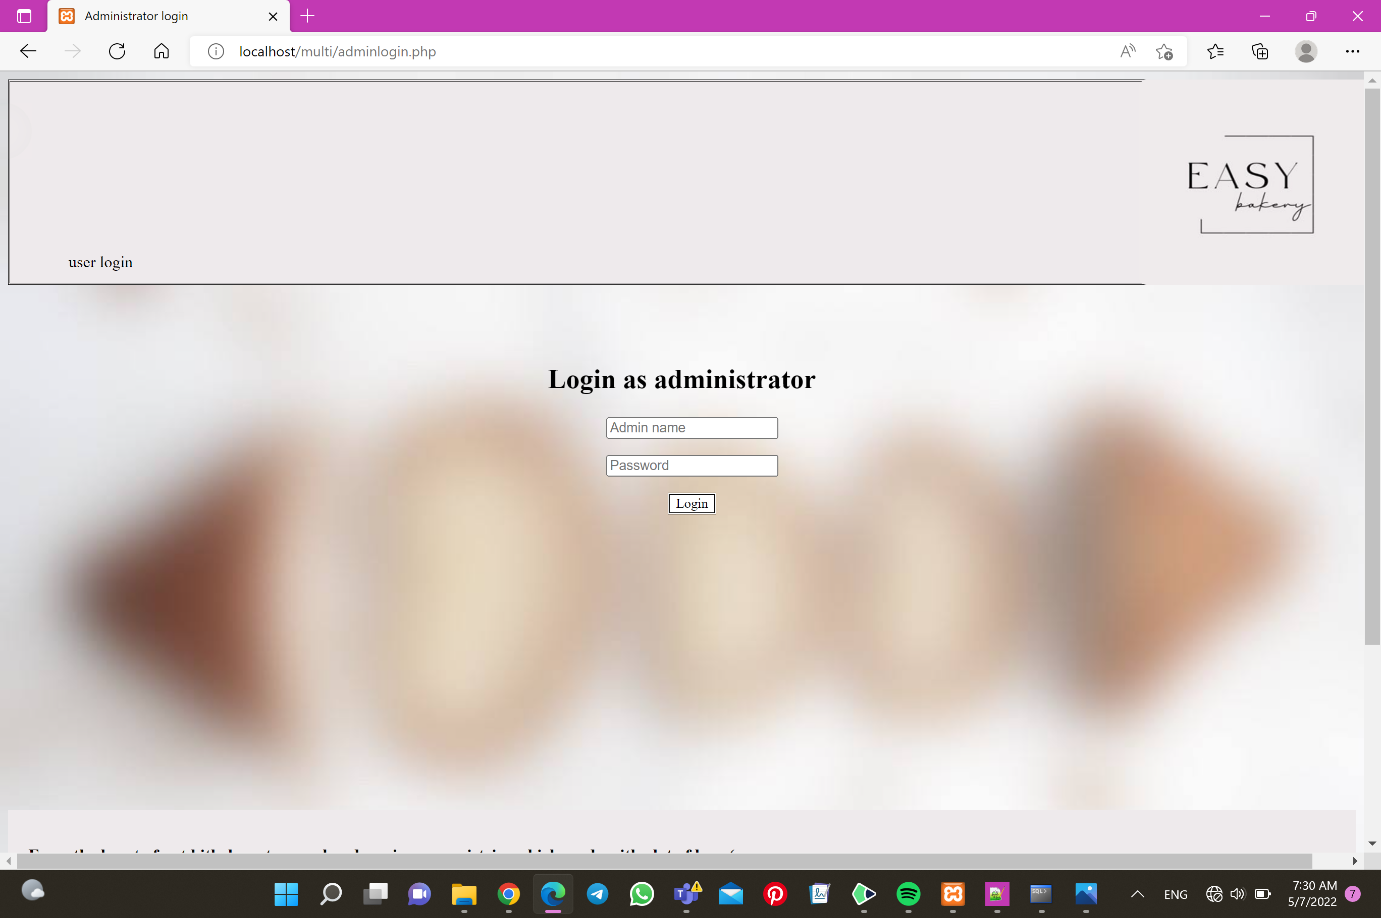 Administrator login
localhost/multi/adminlogin.php
EASY
bakery
user login
Login as administrator
Admin name
Password
Login
ENG
7:30 AM
5/7/2022
7